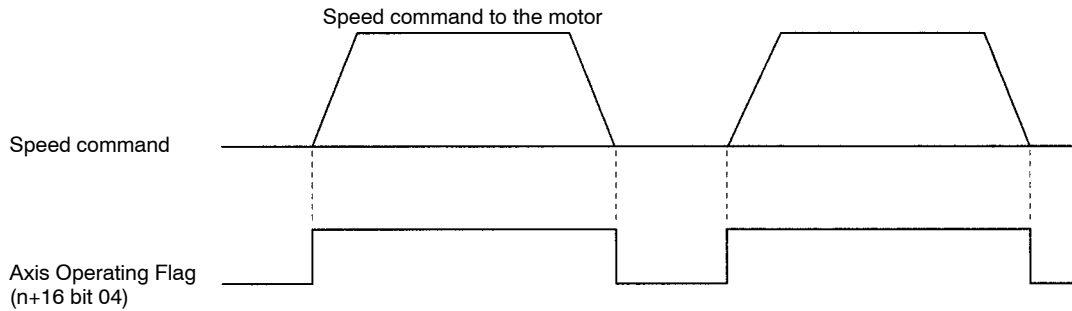 Speed command to the motor
Speed command
Axis Operating Flag
(n+16 bit 04)